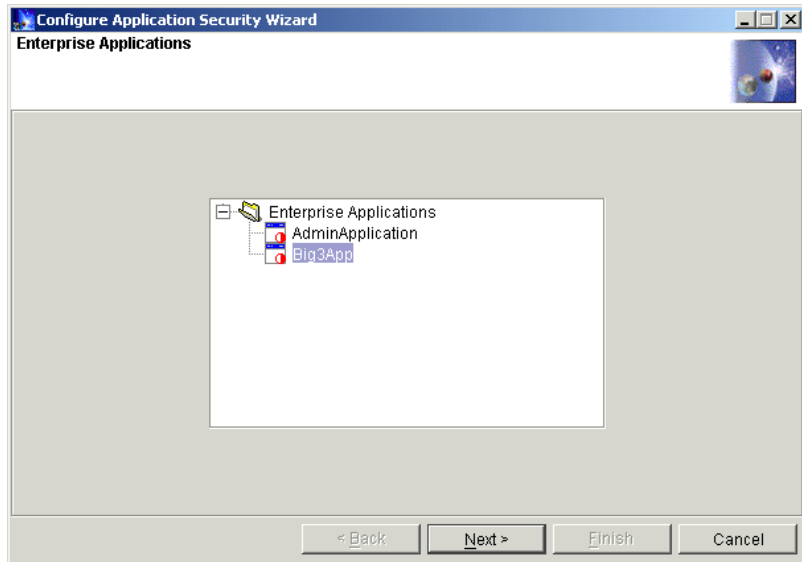 Configure Application Security Wizard
Enterprise Applications
Enterprise Applications
AdminApplication
Big3App
< Back Next > Finish Cancel